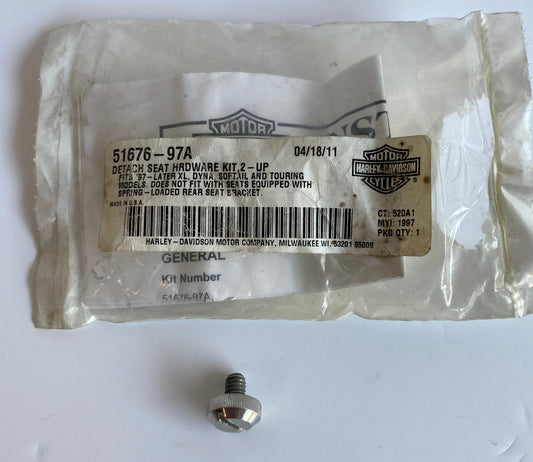 MOTOR
51676-97A 04/18/11
DETACH SEAT HRDWARE KIT,2-UP
FITS '97-LATER XL, DYNA, SOFTAIL AND TOURING
MODELS. DOES NOT FIT WITH SEATS EQUIPPED WITH
SPRING-LOADED REAR SEAT BRACKET.
MADE IN U.S.A.
MOTOR
HARLEY-DAVIDSON
CYCLES
CT: 520A1
MYI: 1997
PKG QTY: 1
HARLEY-DAVIDSON MOTOR COMPANY, MILWAUKEE WI, 53201 85009
GENERAL
Kit Number
51676-97A